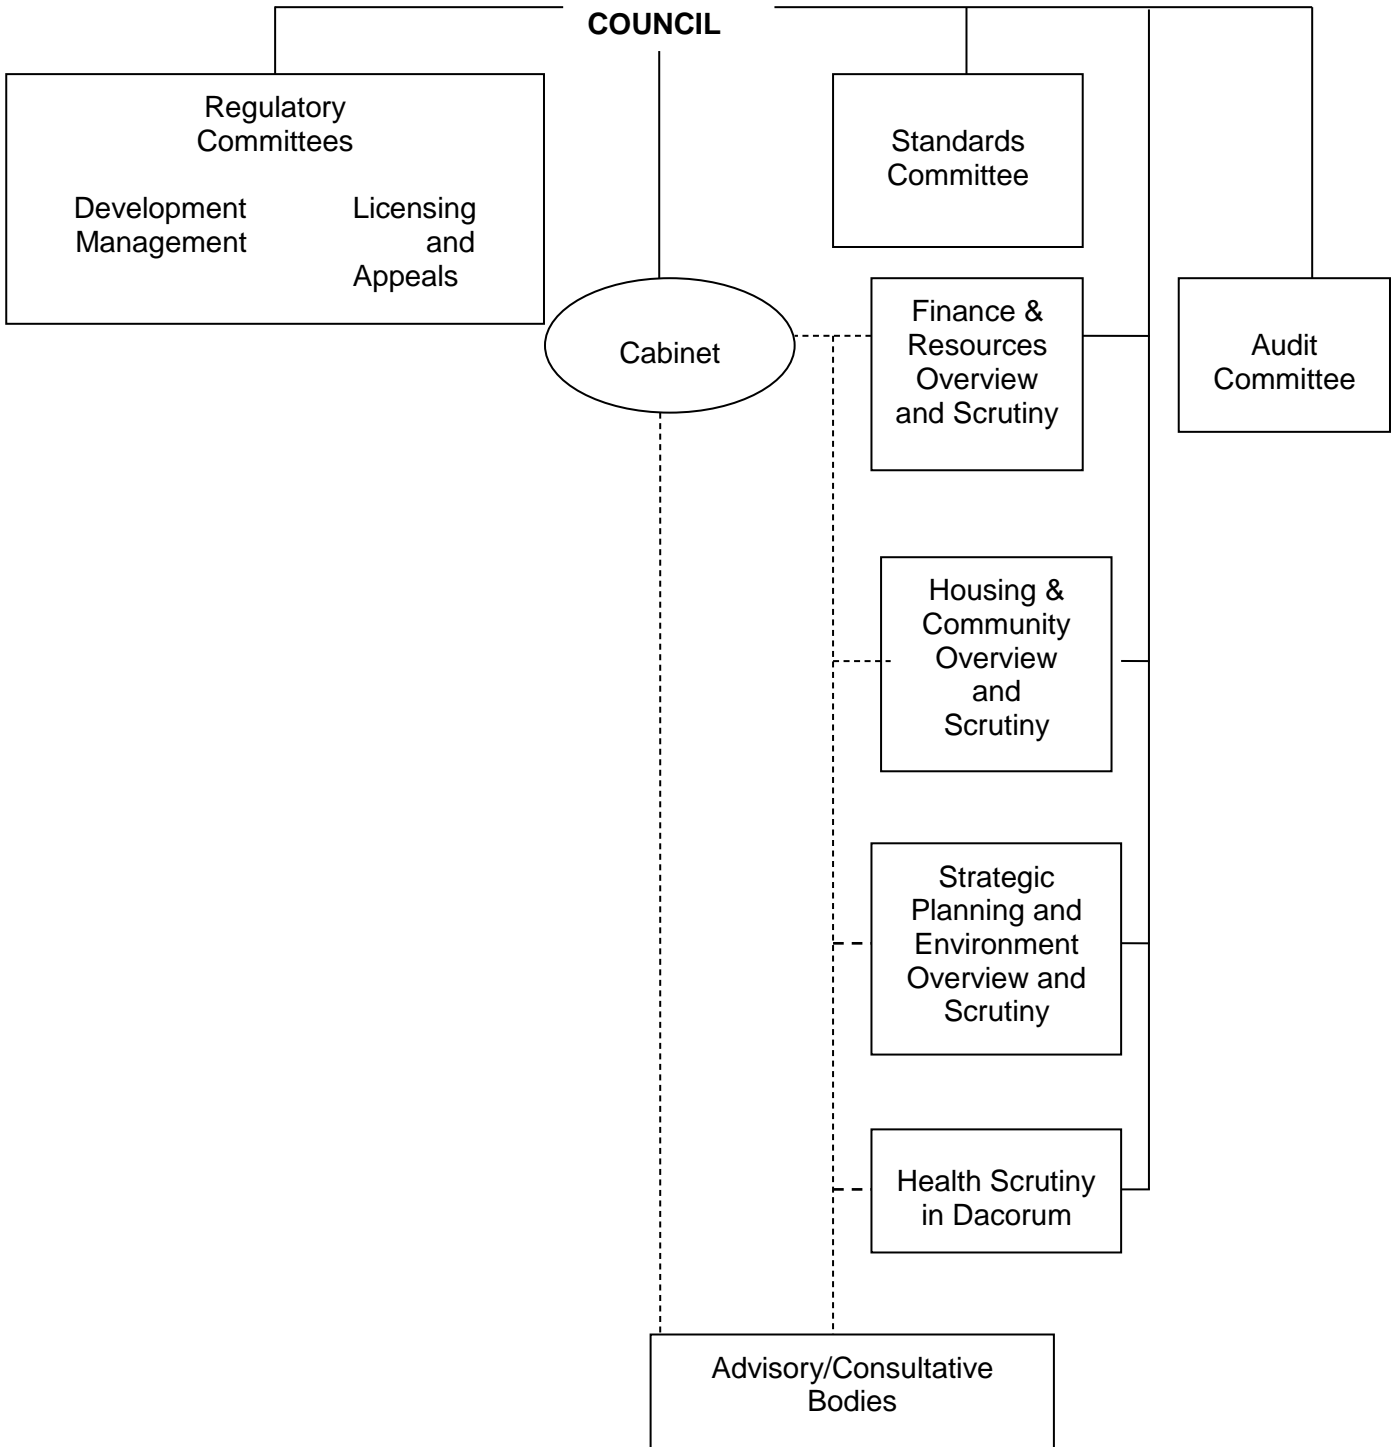 COUNCIL
Regulatory
Committees
Development
Management
Licensing
and
Appeals
Standards
Committee
Cabinet
Finance &
Resources
Overview
and Scrutiny
Audit
Committee
Housing &
Community
Overview
and
Scrutiny
Strategic
Planning and
Environment
Overview and
Scrutiny
Health Scrutiny
in Dacorum
Advisory/Consultative
Bodies